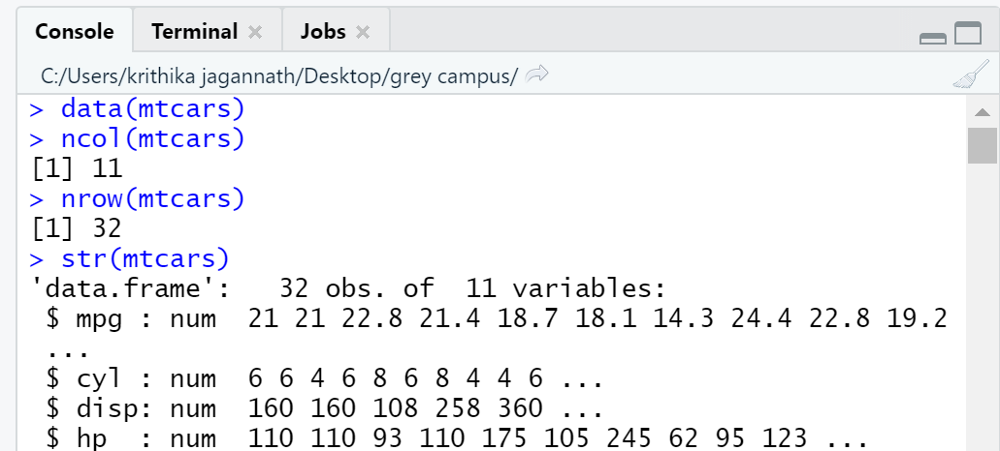 Console Terminal Jobs
C:/Users/krithika jagannath/Desktop/grey campus/
> data(mtcars)
> ncol(mtcars)
[1] 11
> nrow(mtcars)
[1] 32
> str(mtcars)
'data.frame':   32 obs. of  11 variables:
 $ mpg : num  21 21 22.8 21.4 18.7 18.1 14.3 24.4 22.8 19.2
 ...
 $ cyl : num  6 6 4 6 8 6 8 4 4 6 ...
 $ disp: num  160 160 108 258 360 ...
 $ hp  : num  110 110 93 110 175 105 245 62 95 123 ...